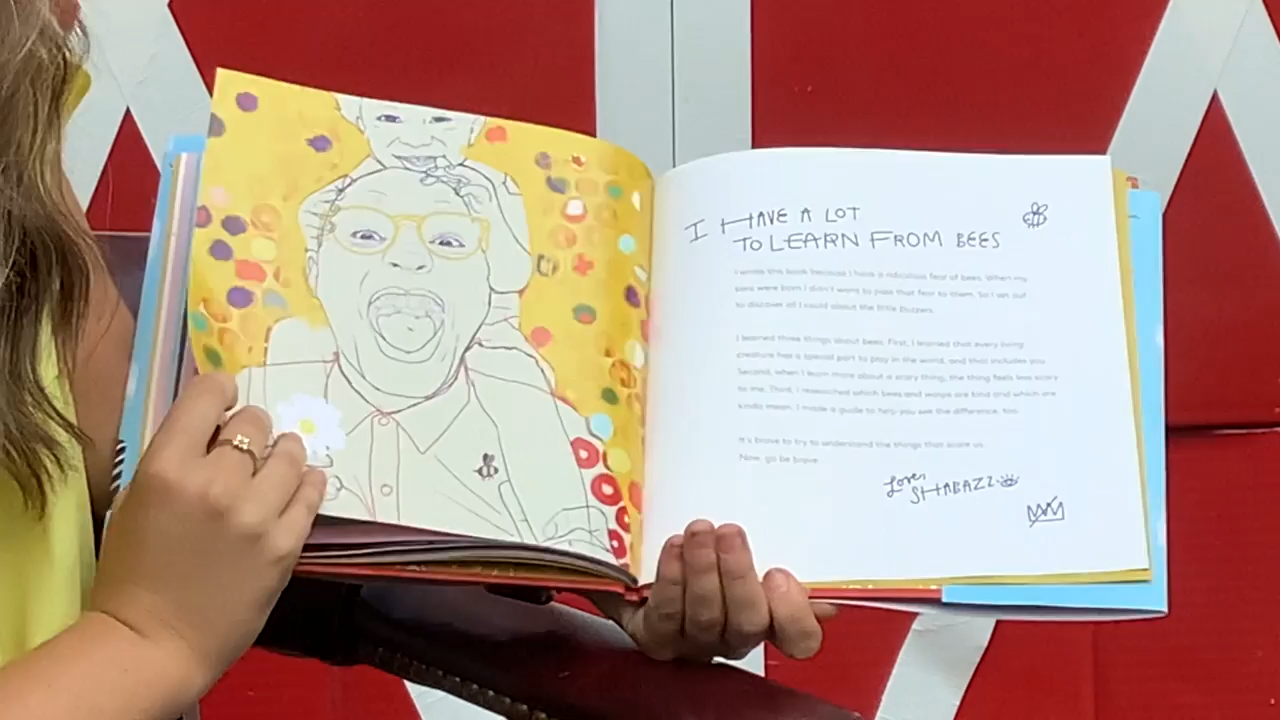 I HAVE A LOT
TO LEARN FROM BEES
I wrote this book because I have a ridiculous fear of bees. When my
sons were born I didn't want to pass that fear to them. So I set out
to discover all I could about the little buzzers.
I learned three things about bees. First, I learned that every living
creature has a special part to play in the world, and that includes you.
Second, when I learn more about a scary thing, the thing feels less scary
to me. Third, I researched which bees and wasps are kind and which are
kinda mean. I made a guide to help you see the difference, too.
It's brave to try to understand the things that scare us.
Now, go be brave.
Love,
SHABAZZ